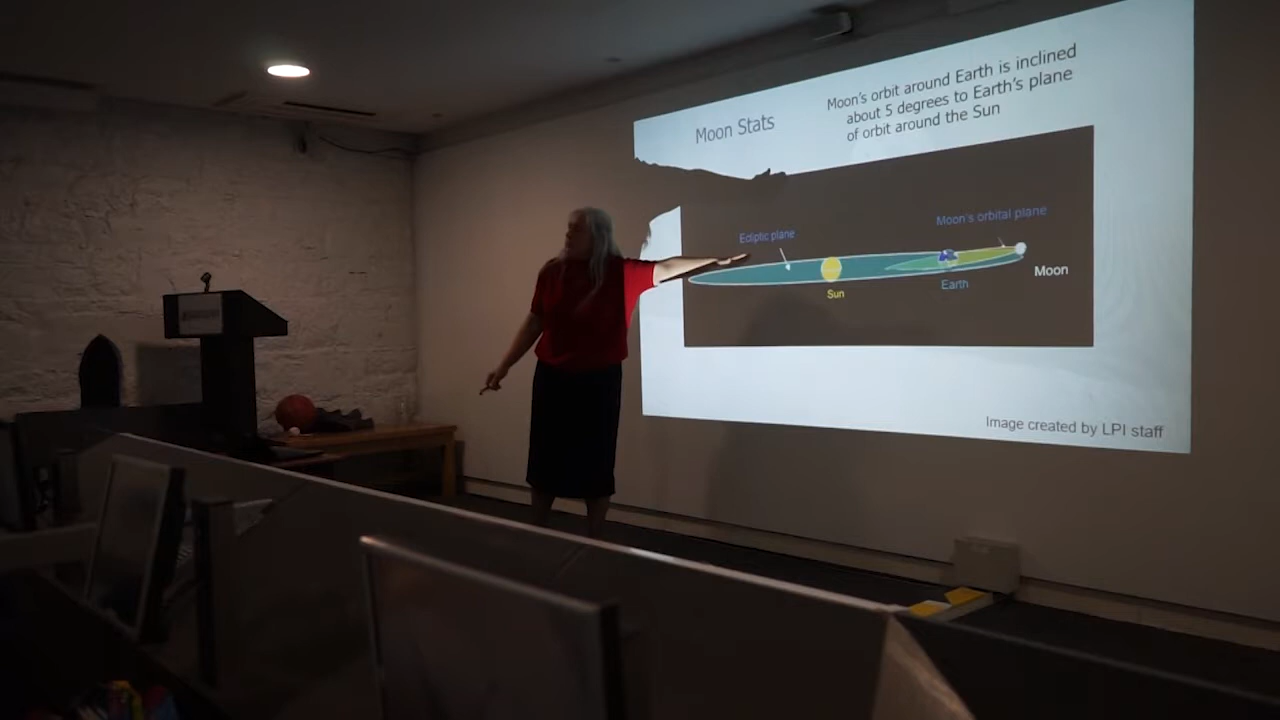 Moon Stats
Moon's orbit around Earth is inclined
about 5 degrees to Earth's plane
of orbit around the Sun
Ecliptic plane
Moon's orbital plane
Sun
Earth
Moon
Image created by LPI staff